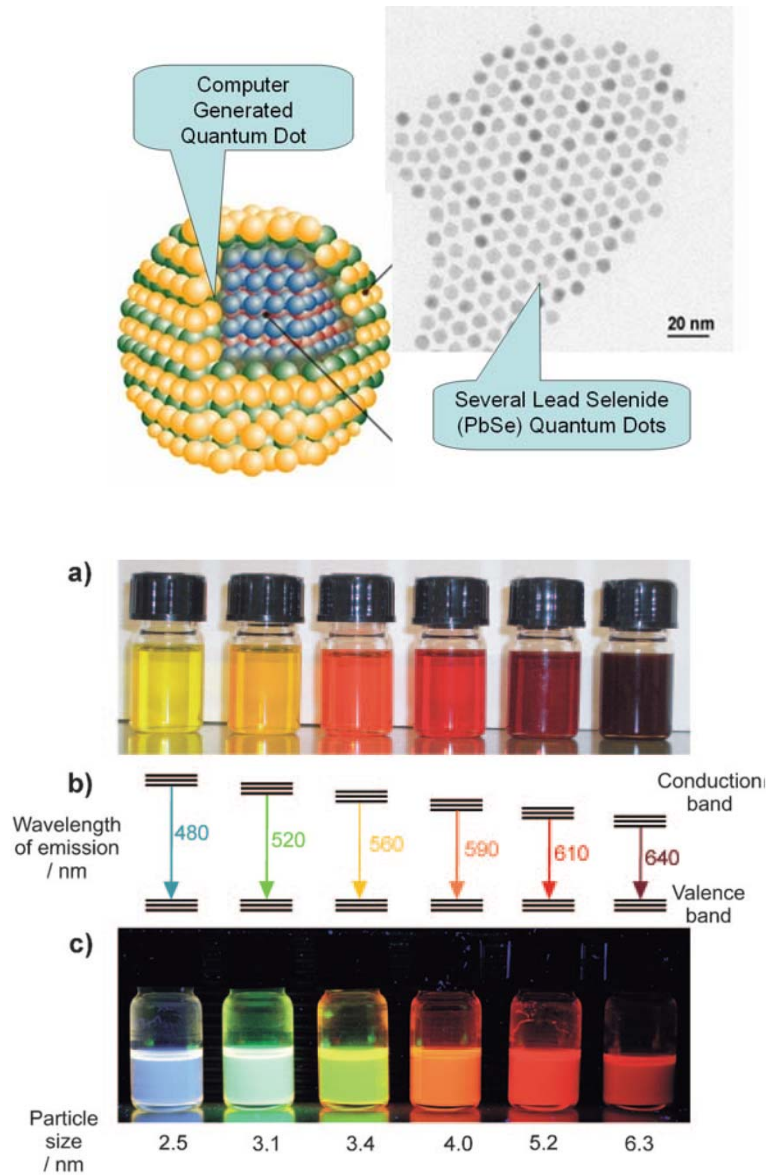 Computer
Generated
Quantum Dot
20 nm
Several Lead Selenide
(PbSe) Quantum Dots
a)
b)
Conduction
band
Wavelength
of emission
/ nm
480
520
560
590
610
640
Valence
band
c)
Particle
size
/ nm
2.5
3.1
3.4
4.0
5.2
6.3